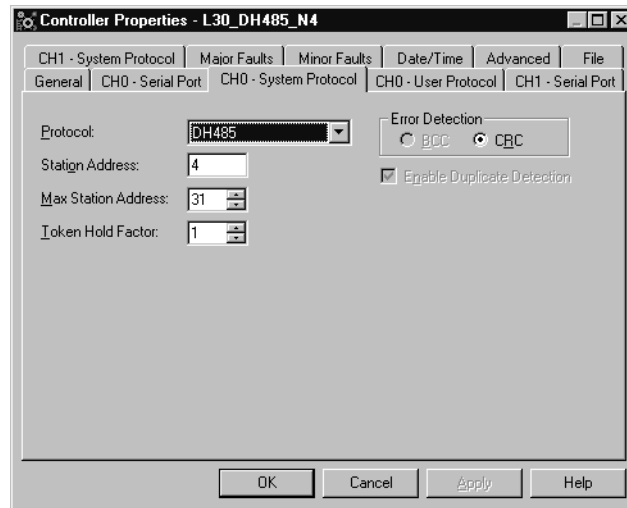 Controller Properties - L30_DH485_N4
CH1 - System Protocol Major Faults Minor Faults Date/Time Advanced File
General CH0 - Serial Port CH0 - System Protocol CH0 - User Protocol CH1 - Serial Port
Protocol: DH485
Station Address: 4
Max Station Address: 31
Token Hold Factor: 1
Error Detection
BCC CRC
Enable Duplicate Detection
OK Cancel Apply Help